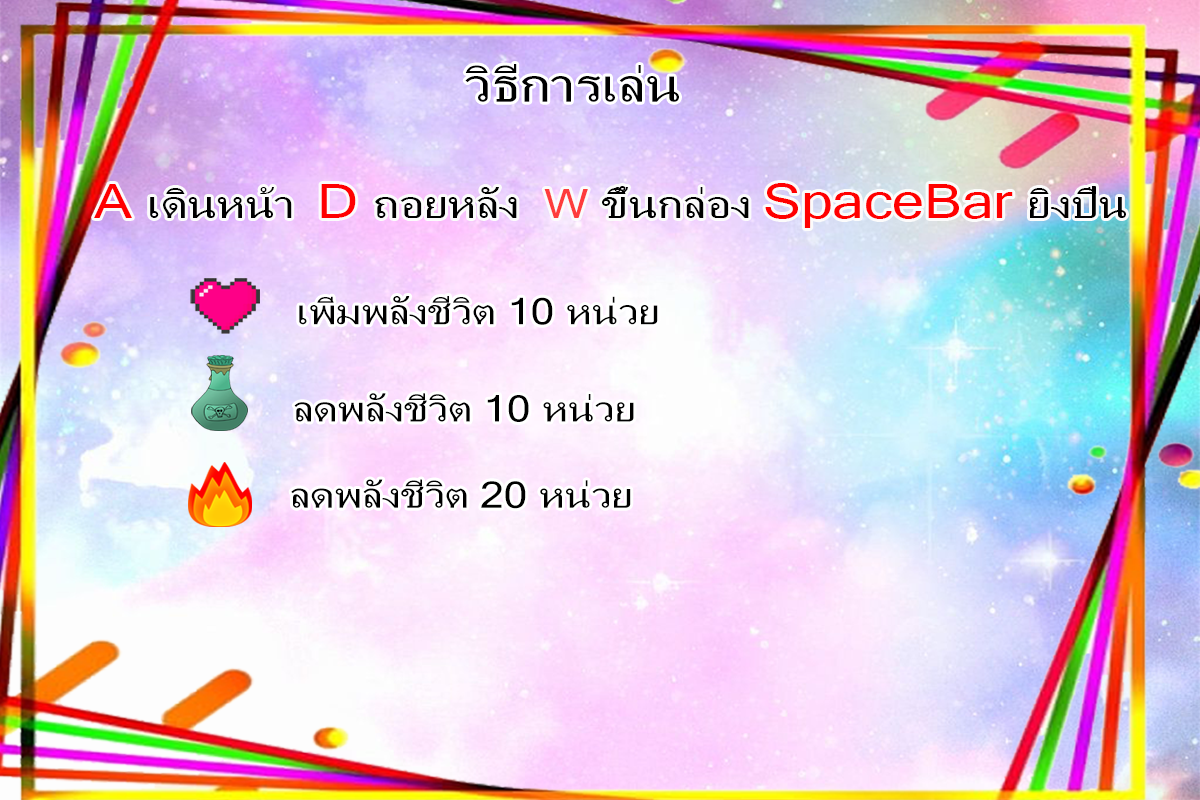 วิธีการเล่น
A เดินหน้า D ถอยหลัง W ขึ้นกล่อง SpaceBar ยิงปืน
เพิ่มพลังชีวิต 10 หน่วย
ลดพลังชีวิต 10 หน่วย
ลดพลังชีวิต 20 หน่วย